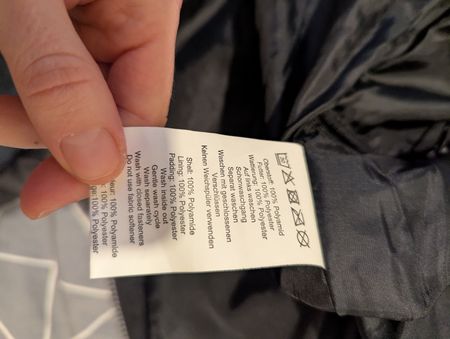 Oberstoff: 100% Polyamid
Futter: 100% Polyester
Wattierung: 100% Polyester
Auf links waschen
Schonwaschgang
Separat waschen
Waschen mit geschlossenen
Verschlüssen
Keinen Weichspüler verwenden
Shell: 100% Polyamide
Lining: 100% Polyester
Padding: 100% Polyester
Wash inside out
Gentle wash cycle
Wash separately
Wash with closed fasteners
Do not use fabric softener
100% Polyamide
100% Polyester
100% Polyester